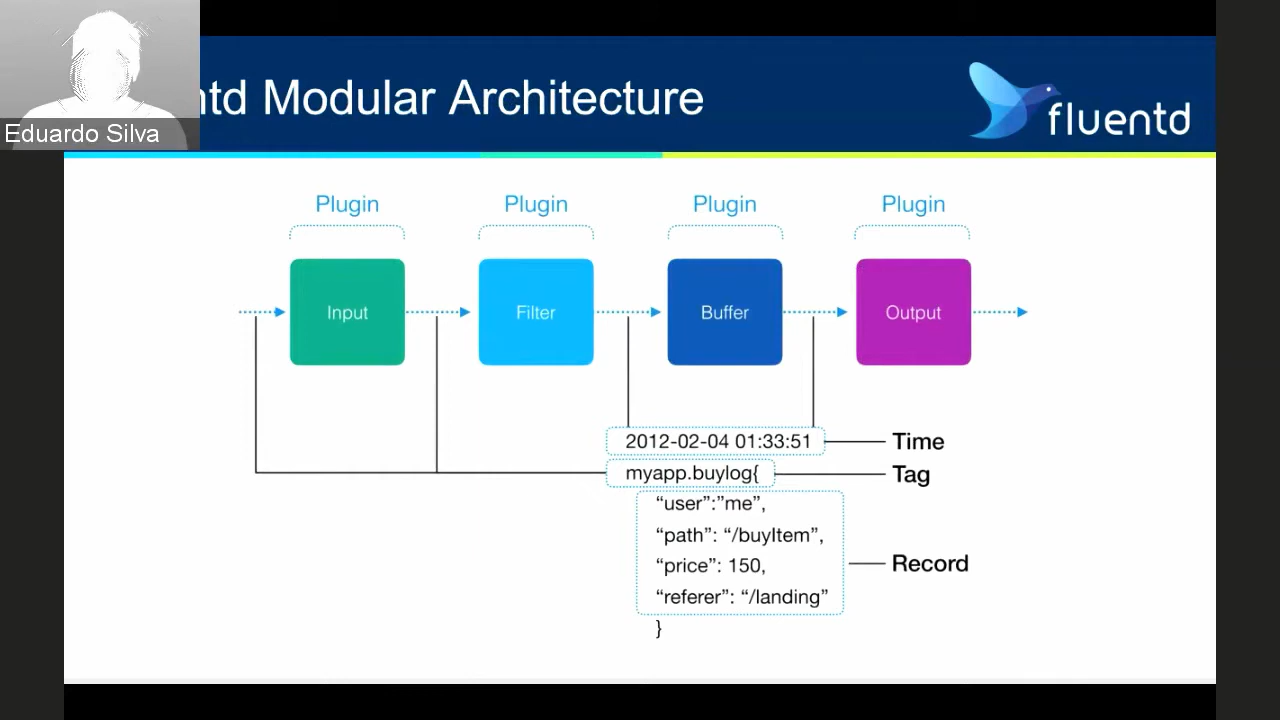 ntd Modular Architecture
fluentd
Eduardo Silva
Plugin Plugin Plugin Plugin
Input Filter Buffer Output
2012-02-04 01:33:51 Time
myapp.buylog{ Tag
“user”:”me”,
“path”: “/buyItem”,
“price”: 150, Record
“referer”: “/landing”
}